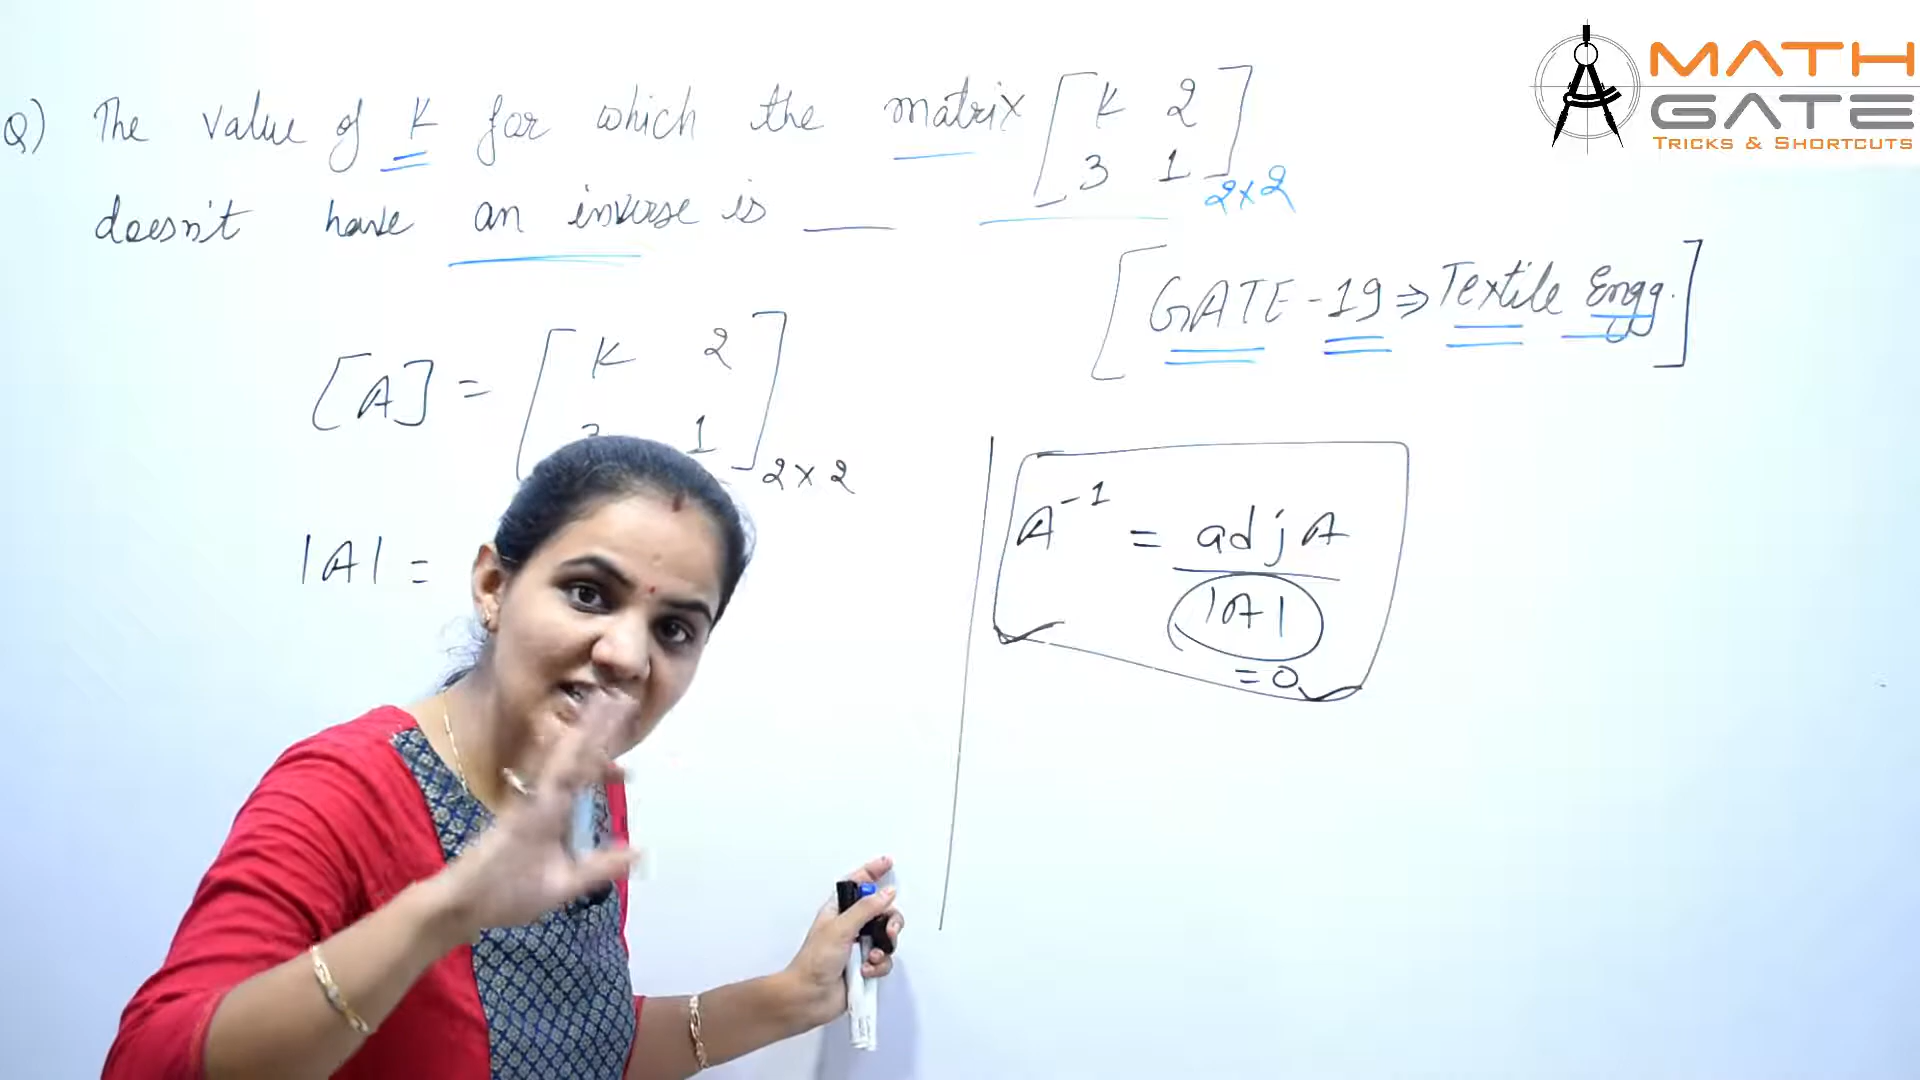 MATH
GATE
TRICKS & SHORTCUTS
Q) The value of K for which the matrix [K 2
3 1] 2×2
doesn't have an inverse is ____
[GATE-19 ⇒ Textile Engg.]
[A] = [K 2
1] 2×2
|A| =
A⁻¹ = adj A
|A|
= 0